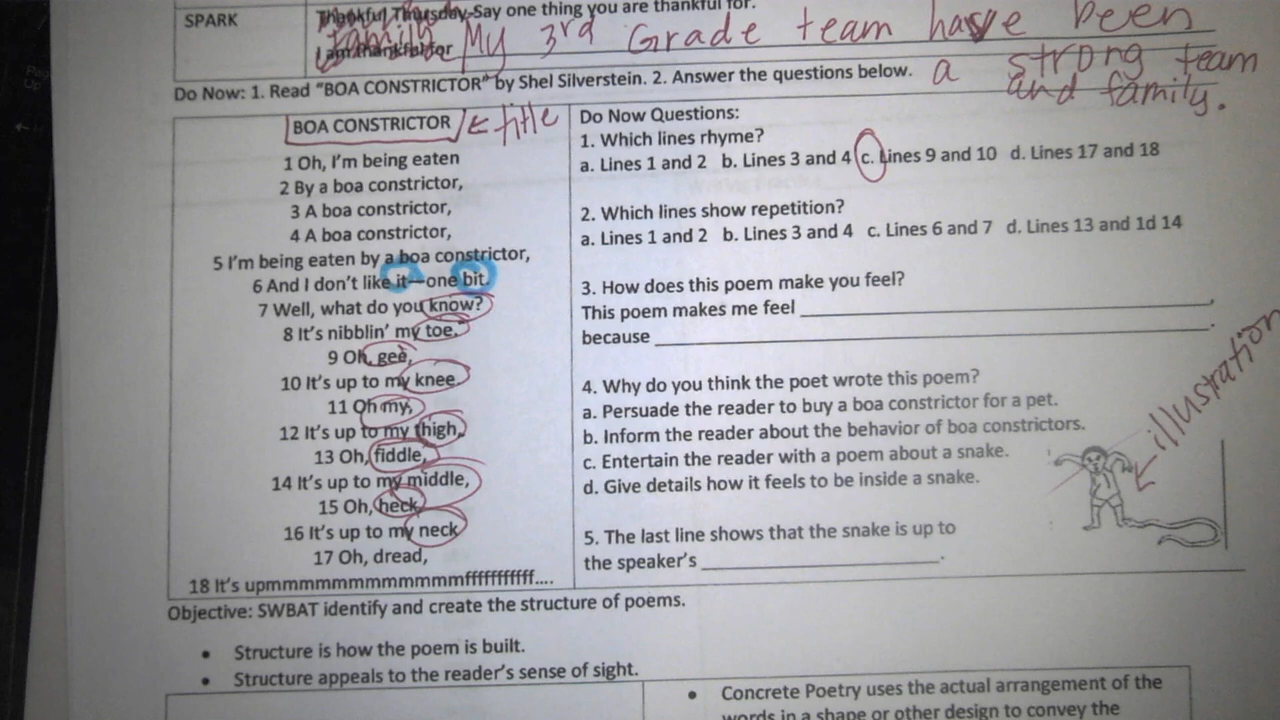 SPARK
Thankful Thursday-Say one thing you are thankful for.
family
I am thankful for My 3rd Grade team have been
a strong team
and family.
Do Now: 1. Read "BOA CONSTRICTOR" by Shel Silverstein. 2. Answer the questions below.
BOA CONSTRICTOR ← title
1 Oh, I'm being eaten
2 By a boa constrictor,
3 A boa constrictor,
4 A boa constrictor,
5 I'm being eaten by a boa constrictor,
6 And I don't like it—one bit.
7 Well, what do you know?
8 It's nibblin' my toe.
9 Oh, gee,
10 It's up to my knee.
11 Oh my,
12 It's up to my thigh,
13 Oh, fiddle,
14 It's up to my middle,
15 Oh, heck,
16 It's up to my neck
17 Oh, dread,
18 It's upmmmmmmmmmmmmmffffffffffff....
Do Now Questions:
1. Which lines rhyme?
a. Lines 1 and 2 b. Lines 3 and 4 c. Lines 9 and 10 d. Lines 17 and 18
2. Which lines show repetition?
a. Lines 1 and 2 b. Lines 3 and 4 c. Lines 6 and 7 d. Lines 13 and 1d 14
3. How does this poem make you feel?
This poem makes me feel ,
because .
4. Why do you think the poet wrote this poem?
a. Persuade the reader to buy a boa constrictor for a pet.
b. Inform the reader about the behavior of boa constrictors.
c. Entertain the reader with a poem about a snake.
d. Give details how it feels to be inside a snake.
← illustration
5. The last line shows that the snake is up to
the speaker's .
Objective: SWBAT identify and create the structure of poems.
• Structure is how the poem is built.
• Structure appeals to the reader's sense of sight.
• Concrete Poetry uses the actual arrangement of the
words in a shape or other design to convey the